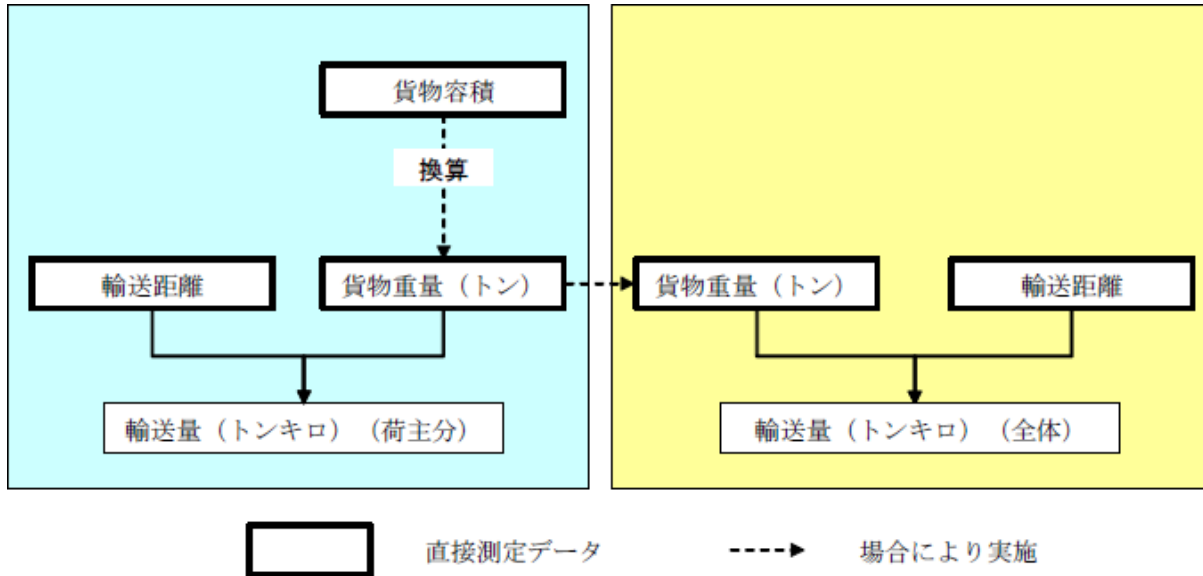 貨物容積
換算
輸送距離
貨物重量（トン）
貨物重量（トン）
輸送距離
輸送量（トンキロ）（荷主分）
輸送量（トンキロ）（全体）
直接測定データ
場合により実施